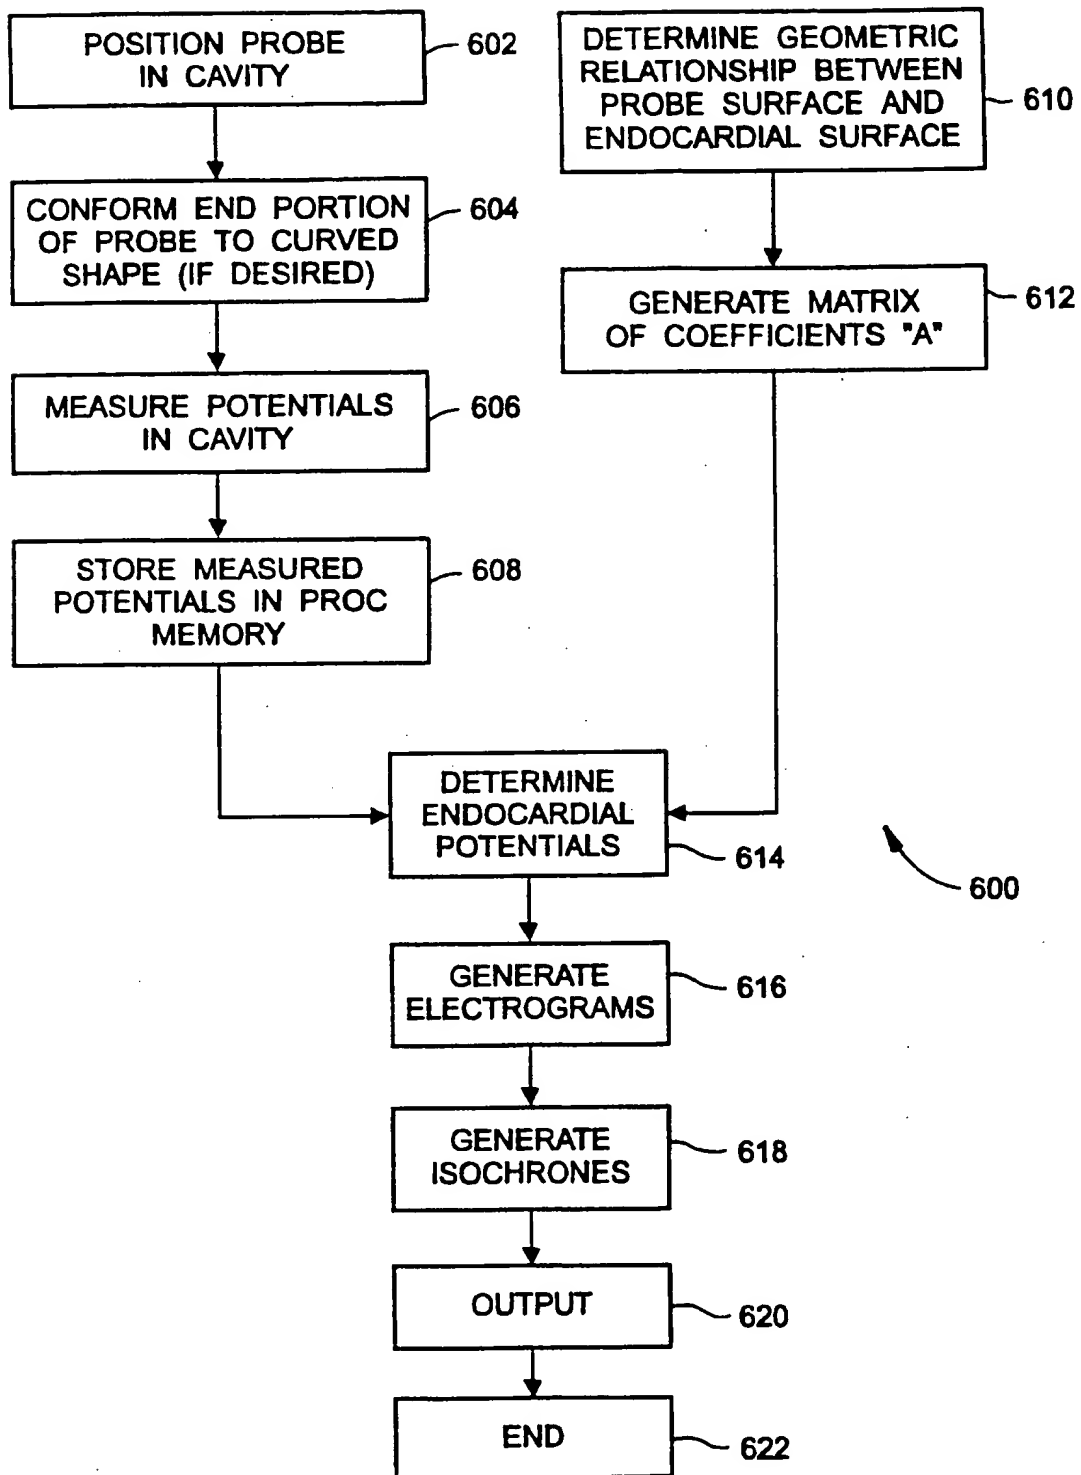 POSITION PROBE
IN CAVITY
602
CONFORM END PORTION
OF PROBE TO CURVED
SHAPE (IF DESIRED)
604
MEASURE POTENTIALS
IN CAVITY
606
STORE MEASURED
POTENTIALS IN PROC
MEMORY
608
DETERMINE GEOMETRIC
RELATIONSHIP BETWEEN
PROBE SURFACE AND
ENDOCARDIAL SURFACE
610
GENERATE MATRIX
OF COEFFICIENTS "A"
612
DETERMINE
ENDOCARDIAL
POTENTIALS
614
600
GENERATE
ELECTROGRAMS
616
GENERATE
ISOCHRONES
618
OUTPUT
620
END
622